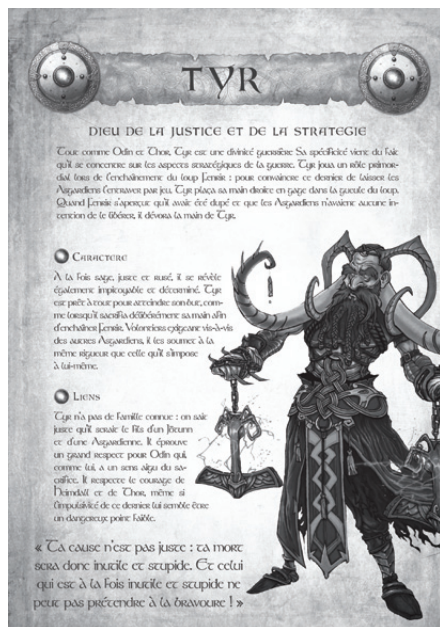 TYR
DIEU DE LA JUSTICE ET DE LA STRATEGIE
Tout comme Odin et Thor, Tyr est une divinité guerrière Sa spécificité vient du fait
qu'il se concentre sur les aspects stratégiques de la guerre. Tyr joua un rôle primor-
dial lors de l'enchaînement du loup Fenrir : pour convaincre ce dernier de laisser les
Asgardiens l'entraver par jeu, Tyr plaça sa main droite en gage dans la gueule du loup.
Quand Fenrir s'aperçut qu'il avait été dupé et que les Asgardiens n'avaient aucune in-
tention de le libérer, il dévora la main de Tyr.
Caractere
A la fois sage, juste et rusé, il se révèle
également impitoyable et déterminé. Tyr
est prêt à tout pour atteindre son but, com-
me lorsqu'il sacrifia délibérément sa main afin
d'enchaîner Fenrir. Volontiers exigeant vis-à-vis
des autres Asgardiens, il les soumet à la
même rigueur que celle qu'il s'impose
à lui-même.
Liens
Tyr n'a pas de famille connue : on sait
juste qu'il serait le fils d'un Jötunn
et d'une Asgardienne. Il éprouve
un grand respect pour Odin qui,
comme lui, a un sens aigu du sa-
crifice. Il respecte le courage de
Heimdall et de Thor, même si
l'impulsivité de ce dernier lui semble être
un dangereux point faible.
« Ta cause n'est pas juste : ta mort
sera donc inutile et stupide. Et celui
qui est à la fois inutile et stupide ne
peut pas prétendre à la bravoure ! »